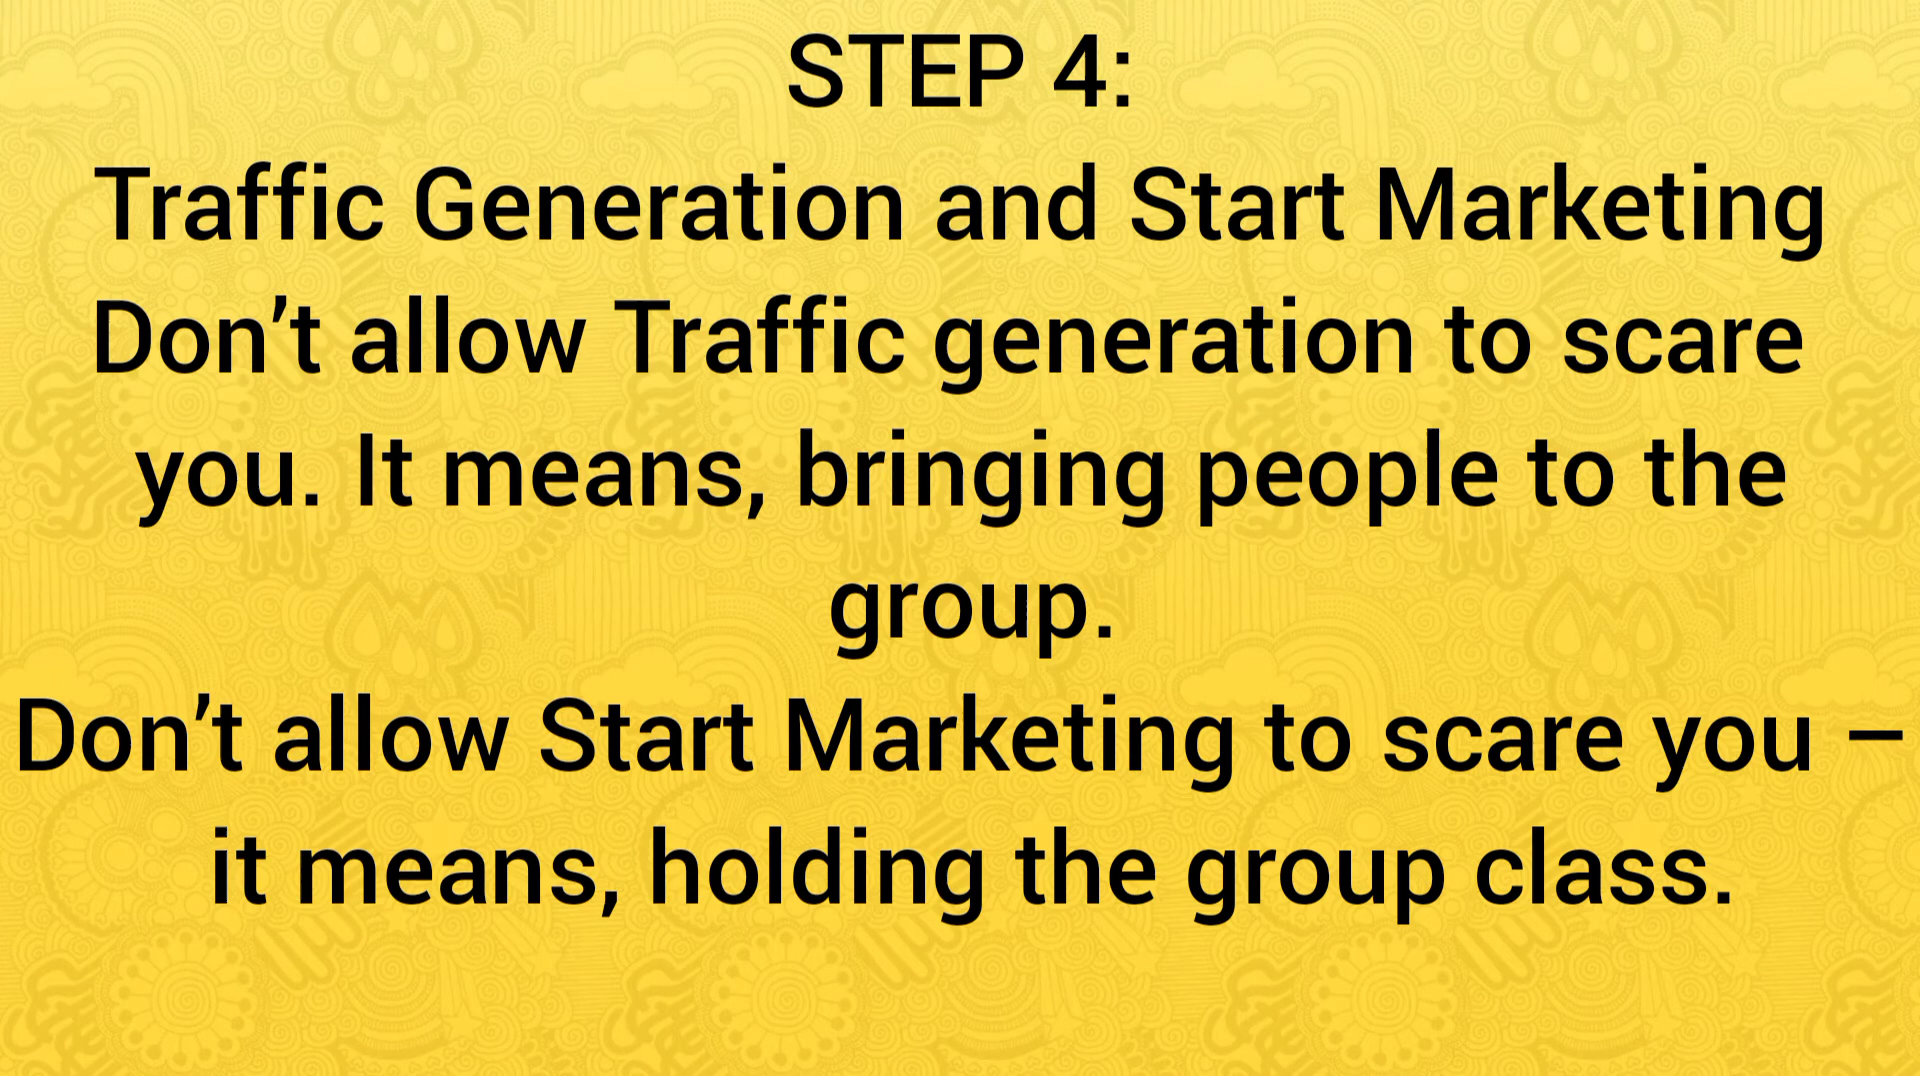 STEP 4:
Traffic Generation and Start Marketing
Don’t allow Traffic generation to scare
you. It means, bringing people to the
group.
Don’t allow Start Marketing to scare you –
it means, holding the group class.